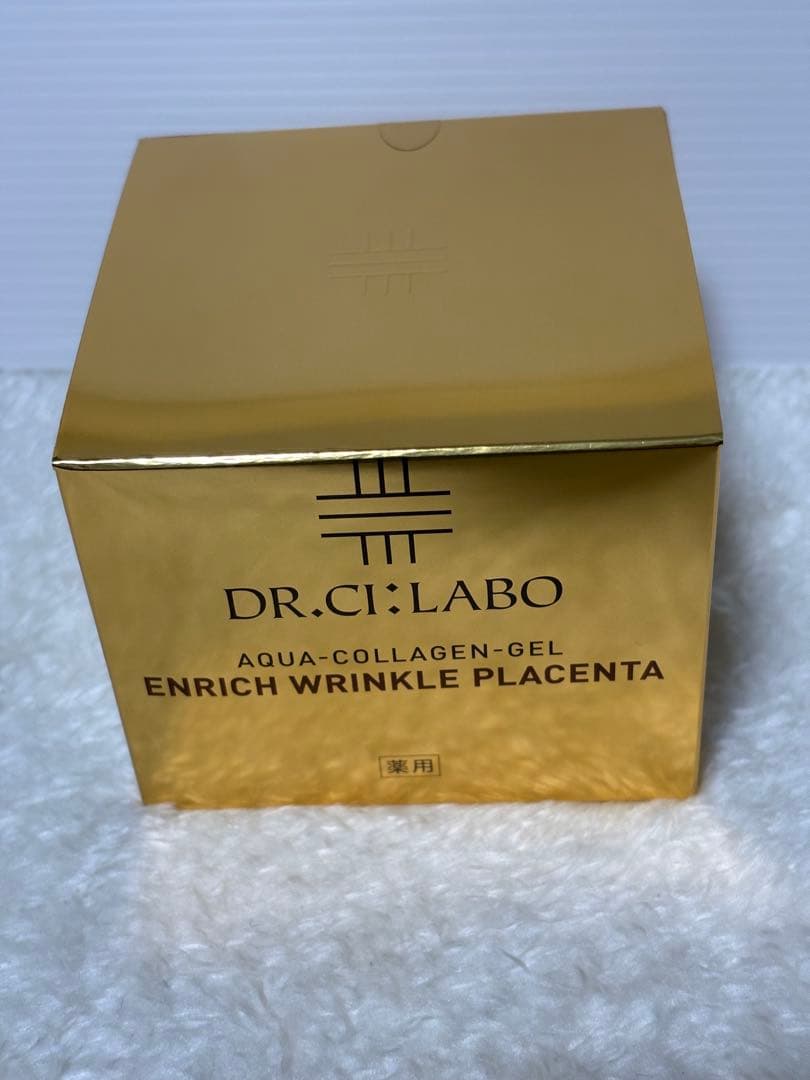 DR.CI:LABO
AQUA-COLLAGEN-GEL
ENRICH WRINKLE PLACENTA
薬用